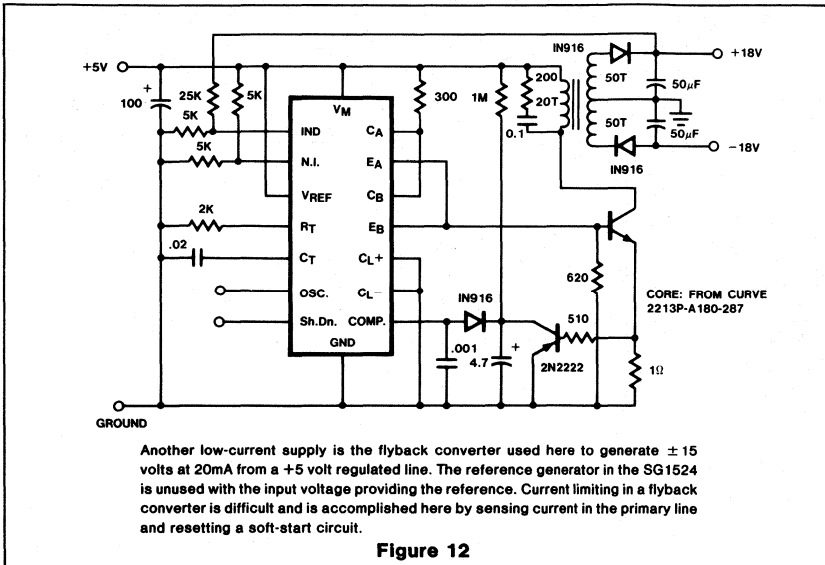 IN916
+18V
+5V
200
50T
50μF
+
100
25K
5K
300
1M
20T
VM
5K
IND
CA
0.1
50T
50μF
5K
N.I.
EA
−18V
IN916
VREF
CB
2K
RT
EB
.02
CT
CL+
620
CORE: FROM CURVE
2213P-A180-287
OSC.
CL−
IN916
510
Sh.Dn.
COMP.
.001
+
4.7
2N2222
1Ω
GND
GROUND
Another low-current supply is the flyback converter used here to generate ± 15
volts at 20mA from a +5 volt regulated line. The reference generator in the SG1524
is unused with the input voltage providing the reference. Current limiting in a flyback
converter is difficult and is accomplished here by sensing current in the primary line
and resetting a soft-start circuit.
Figure 12